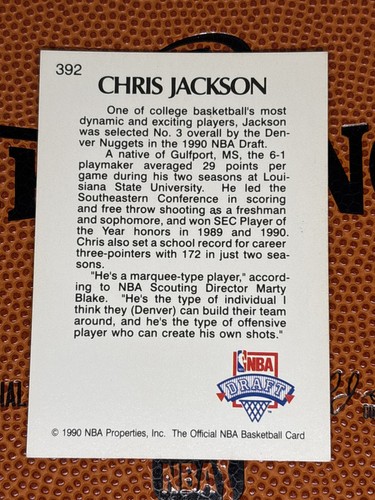 392
CHRIS JACKSON
One of college basketball's most
dynamic and exciting players, Jackson
was selected No. 3 overall by the Den-
ver Nuggets in the 1990 NBA Draft.
A native of Gulfport, MS, the 6-1
playmaker averaged 29 points per
game during his two seasons at Loui-
siana State University. He led the
Southeastern Conference in scoring
and free throw shooting as a freshman
and sophomore, and won SEC Player of
the Year honors in 1989 and 1990.
Chris also set a school record for career
three-pointers with 172 in just two sea-
sons.
"He's a marquee-type player," accord-
ing to NBA Scouting Director Marty
Blake. "He's the type of individual I
think they (Denver) can build their team
around, and he's the type of offensive
player who can create his own shots."
NBA
DRAFT
© 1990 NBA Properties, Inc. The Official NBA Basketball Card
NBA